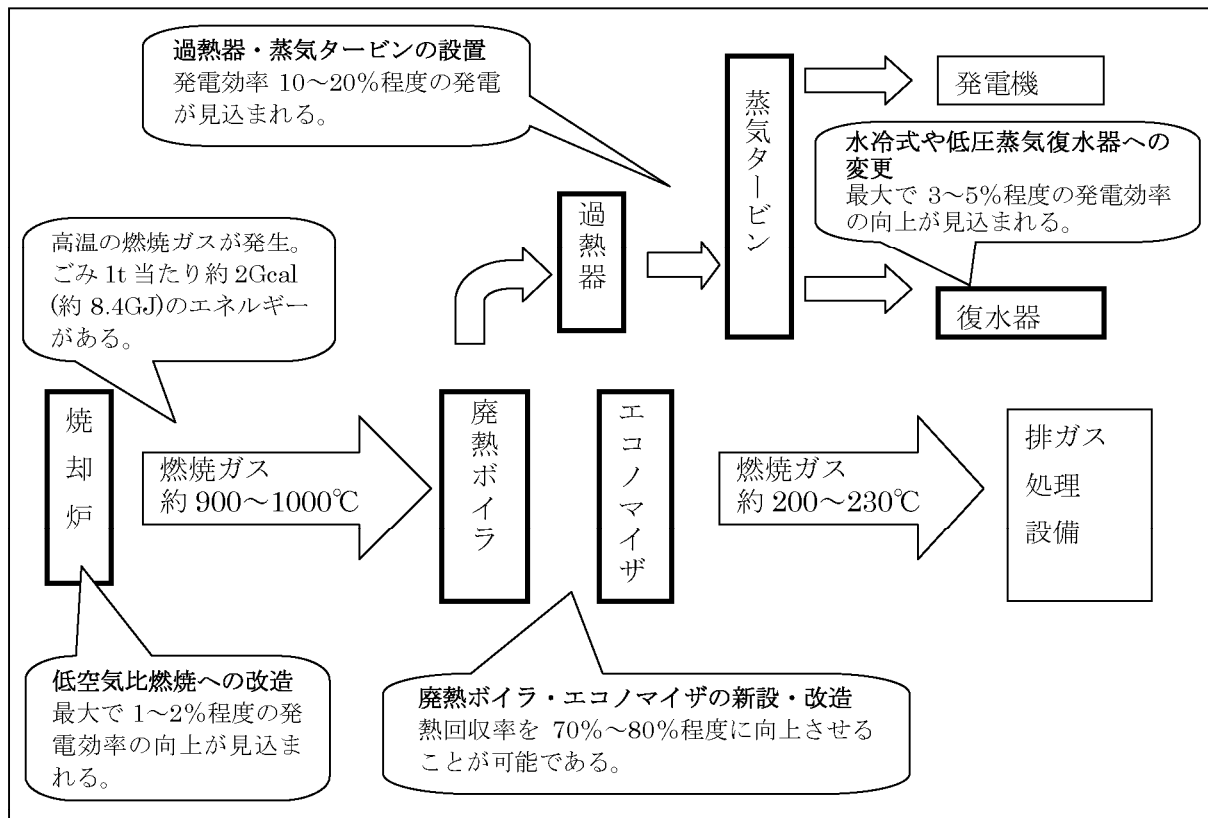 過熱器・蒸気タービンの設置
発電効率 10～20%程度の発電
が見込まれる。
蒸気タービン
発電機
水冷式や低圧蒸気復水器への
変更
最大で 3～5%程度の発電効率
の向上が見込まれる。
過熱器
復水器
高温の燃焼ガスが発生。
ごみ 1t 当たり約 2Gcal
(約 8.4GJ)のエネルギー
がある。
焼却炉
燃焼ガス
約 900～1000℃
廃熱ボイラ
エコノマイザ
燃焼ガス
約 200～230℃
排ガス
処理
設備
低空気比燃焼への改造
最大で 1～2%程度の発
電効率の向上が見込ま
れる。
廃熱ボイラ・エコノマイザの新設・改造
熱回収率を 70%～80%程度に向上させる
ことが可能である。